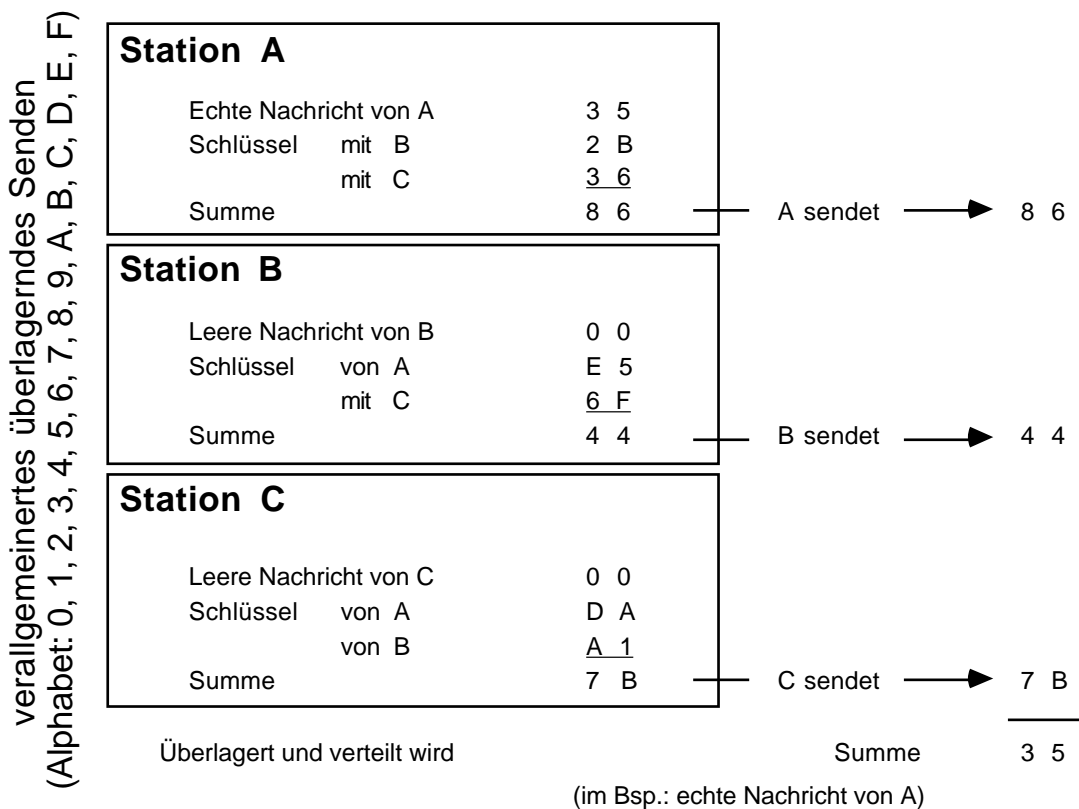 verallgemeinertes überlagerndes Senden
(Alphabet: 0, 1, 2, 3, 4, 5, 6, 7, 8, 9, A, B, C, D, E, F)
Station A
Echte Nachricht von A 3 5
Schlüssel mit B 2 B
mit C 3 6
Summe 8 6 A sendet 8 6
Station B
Leere Nachricht von B 0 0
Schlüssel von A E 5
mit C 6 F
Summe 4 4 B sendet 4 4
Station C
Leere Nachricht von C 0 0
Schlüssel von A D A
von B A 1
Summe 7 B C sendet 7 B
Überlagert und verteilt wird Summe 3 5
(im Bsp.: echte Nachricht von A)